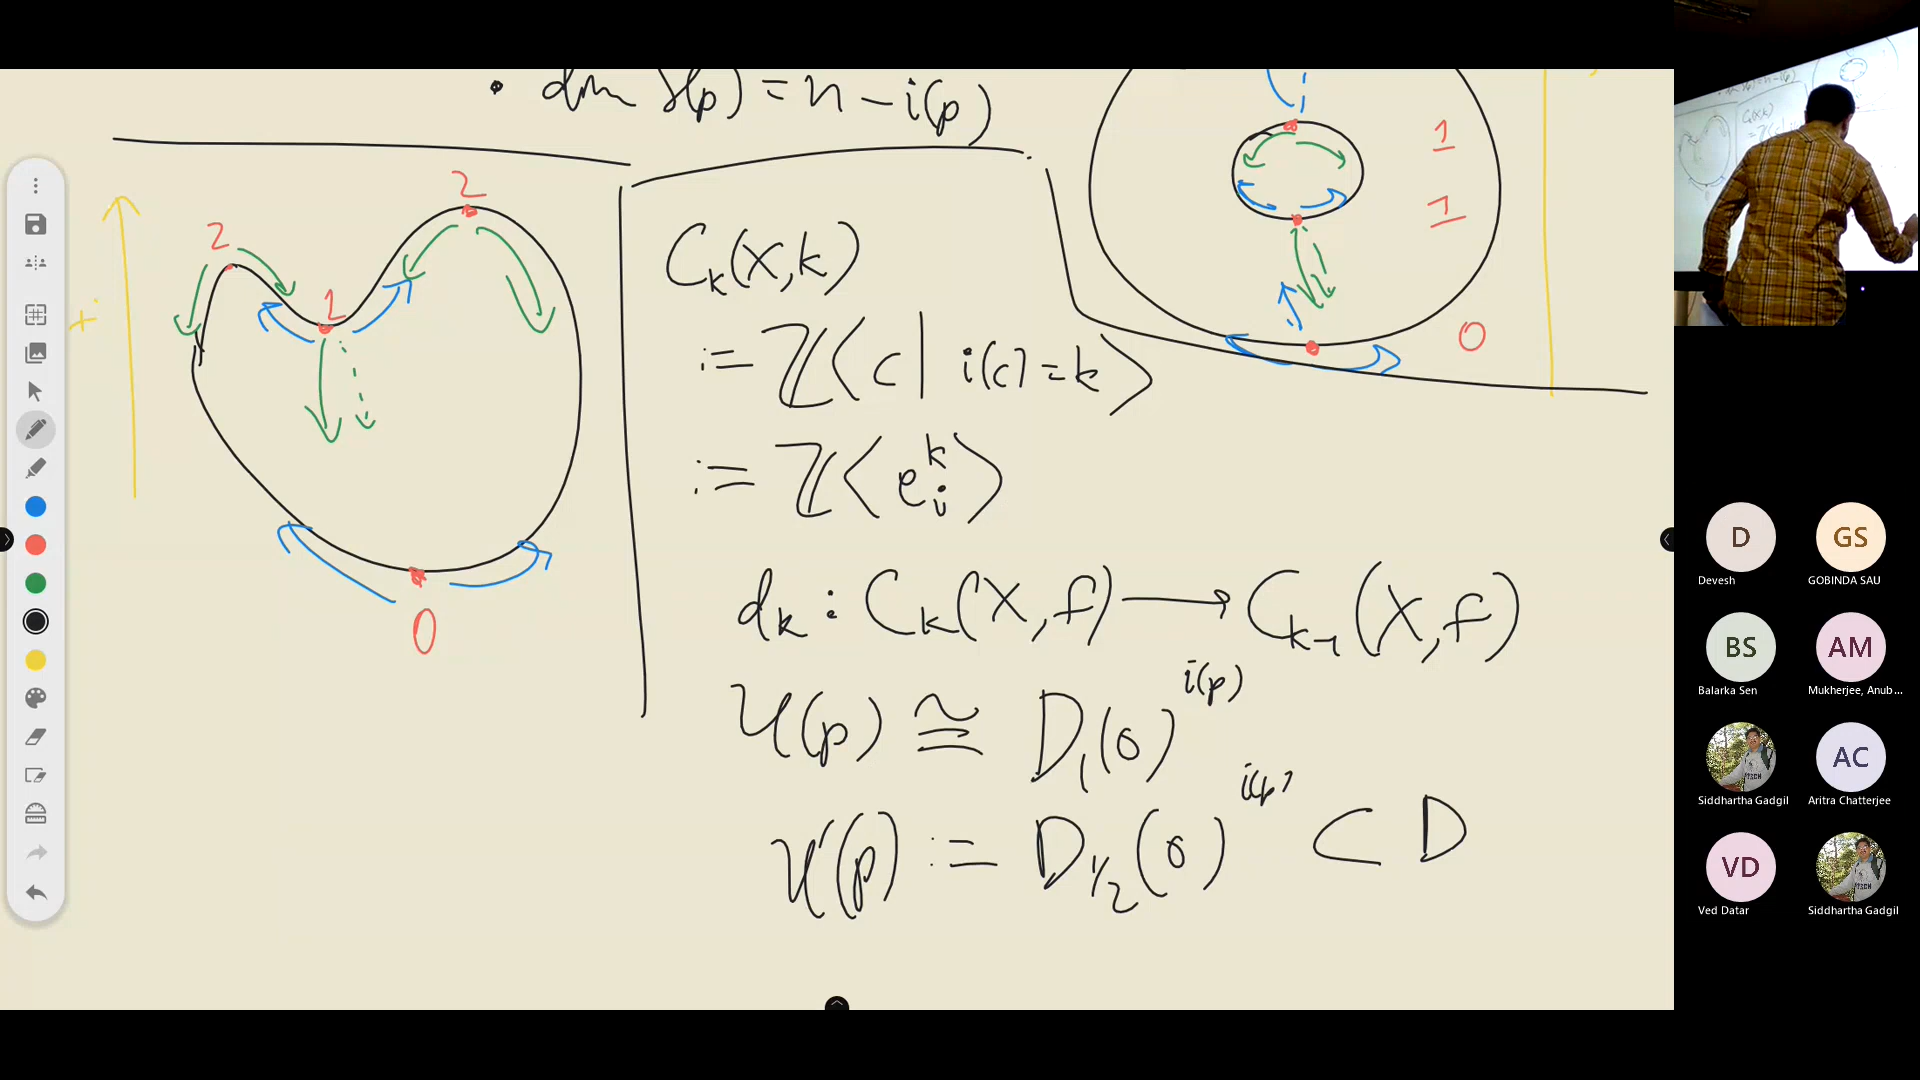 • dim S(p) = n - i(p)
2
2
1
+
0
1
1
0
C_k(X,k)
:= ℤ⟨c | i(c) = k⟩
:= ℤ⟨e_i^k⟩
d_k : C_k(X,f) → C_{k-1}(X,f)
U(p) ≅ D_1(0)^{i(p)}
U'(p) := D_{1/2}(0)^{i(p)} ⊂ D
D
Devesh
GS
GOBINDA SAU
BS
Balarka Sen
AM
Mukherjee, Anub...
Siddhartha Gadgil
AC
Aritra Chatterjee
VD
Ved Datar
Siddhartha Gadgil